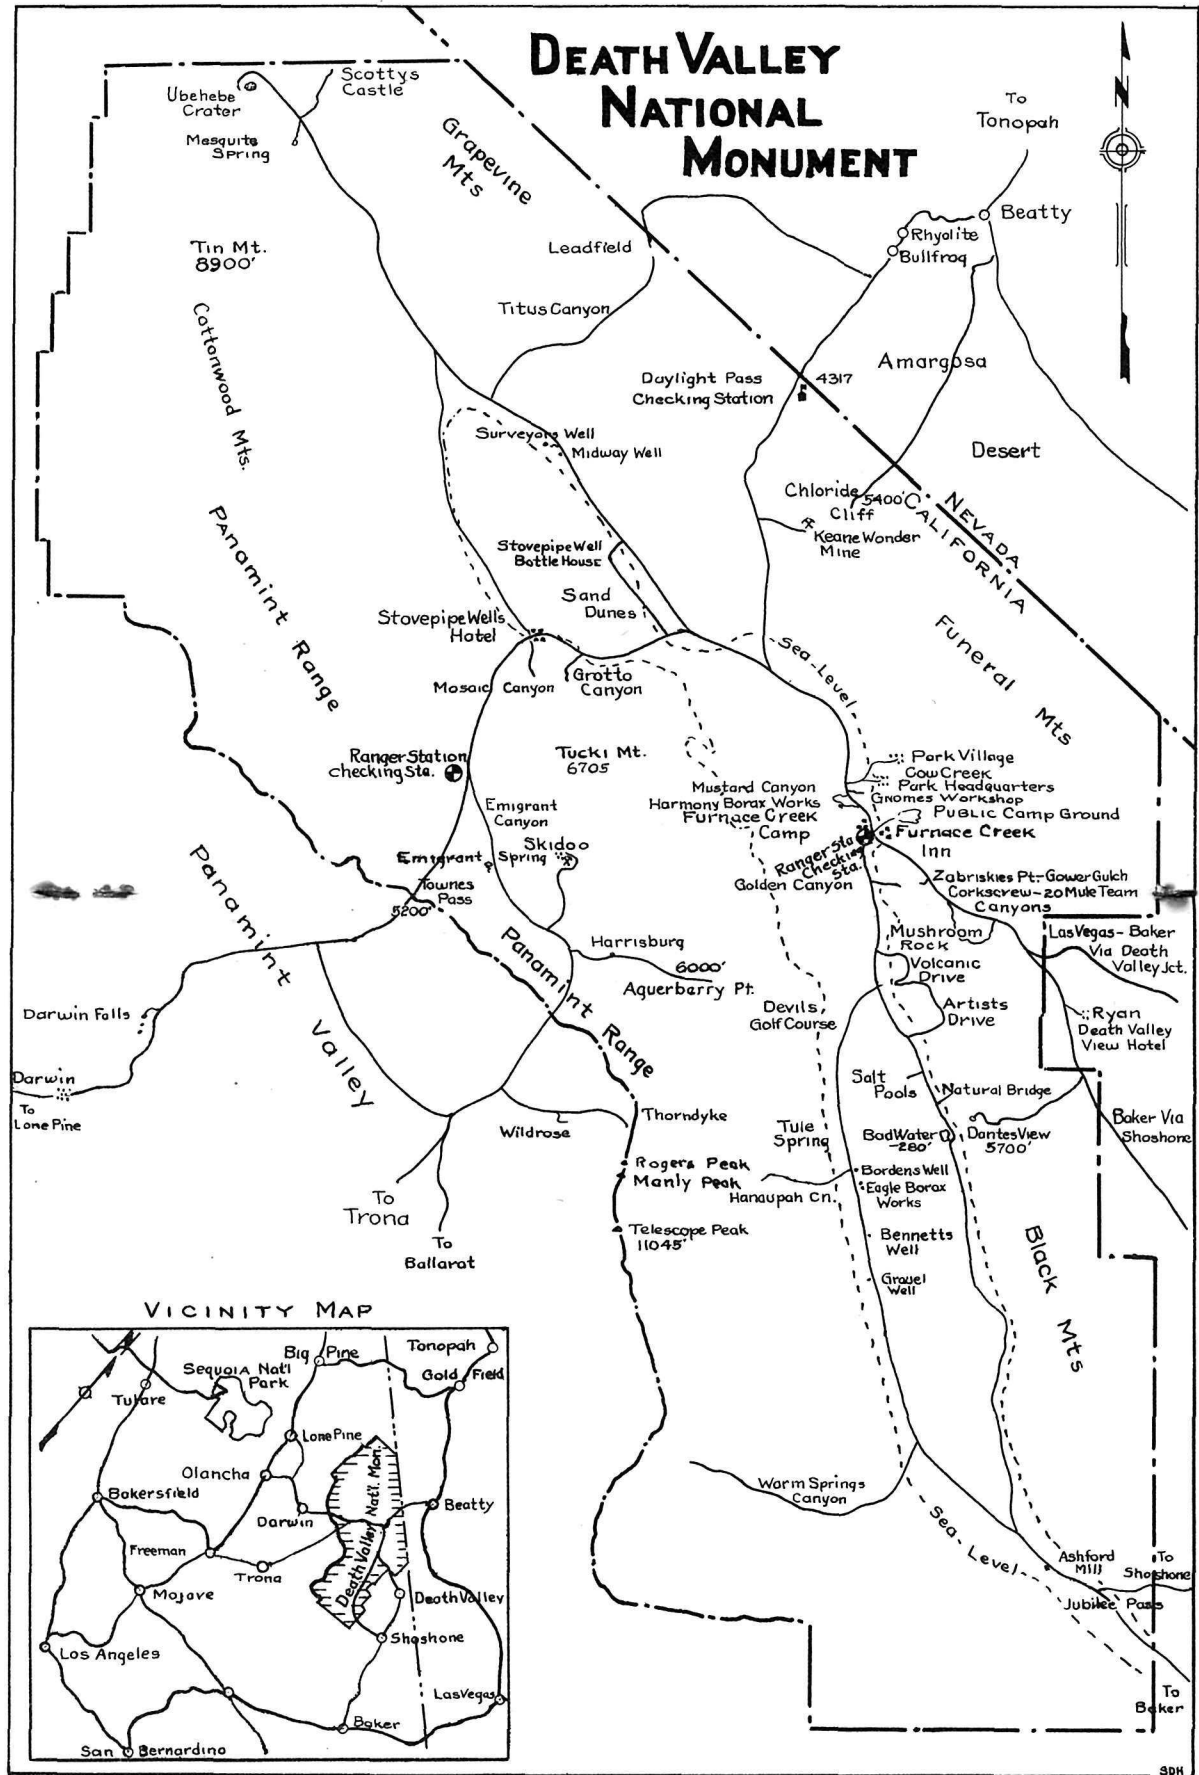 DEATH VALLEY
NATIONAL
MONUMENT
N
To
Tonopah
Scottys
Castle
Ubehebe
Crater
Mesquite
Spring
Grapevine
Mts
Beatty
Rhyolite
Bullfrog
Leadfield
Tin Mt.
8900'
Titus Canyon
Cottonwood Mts.
Amargosa
Desert
Daylight Pass
Checking Station
4317
Surveyors Well
Midway Well
Chloride
Cliff
5400'
NEVADA
CALIFORNIA
Keane Wonder
Mine
Panamint Range
Stovepipe Well
Bottle House
Sand
Dunes
Stovepipe Wells
Hotel
Mosaic Canyon
Grotto
Canyon
Sea-Level
Funeral Mts
Ranger Station
checking Sta.
Tucki Mt.
6705
Park Village
Cow Creek
Park Headquarters
Gnomes Workshop
Mustard Canyon
Harmony Borax Works
Furnace Creek
Camp
PUBLIC Camp Ground
Furnace Creek
Inn
Ranger Sta
Checking
Sta.
Emigrant
Canyon
Skidoo
Emigrant Spring
Townes
Pass
5200'
Golden Canyon
Zabriskies Pt.-Gower Gulch
Corkscrew-20 Mule Team
Canyons
Mushroom
Rock
Las Vegas-Baker
Via Death
Valley Jct.
Volcanic
Drive
Artists
Drive
Harrisburg
6000'
Aguerberry Pt.
Panamint Range
Panamint Valley
Devils
Golf Course
Ryan
Death Valley
View Hotel
Darwin Falls
Darwin
To
Lone Pine
Salt
Pools
Natural Bridge
Thorndyke
Wildrose
Tule
Spring
Bad Water
-280'
Dantes View
5700'
Baker Via
Shoshone
Rogers Peak
Manly Peak
Hanaupah Cn.
Bordens Well
Eagle Borax
Works
To
Trona
To
Ballarat
Telescope Peak
11045'
Bennetts
Well
Gravel
Well
Black Mts
Warm Springs
Canyon
Sea-Level
Ashford
Mill
To
Shoshone
Jubilee Pass
To
Baker
VICINITY MAP
Big Pine
Tonopah
Sequoia Nat'l
Park
Gold Field
Tulare
Lone Pine
Olancha
Bakersfield
Darwin
Death Valley Nat'l. Mon.
Beatty
Freeman
Trona
Mojave
Death Valley
Shoshone
Los Angeles
Las Vegas
Baker
San Bernardino
SDH